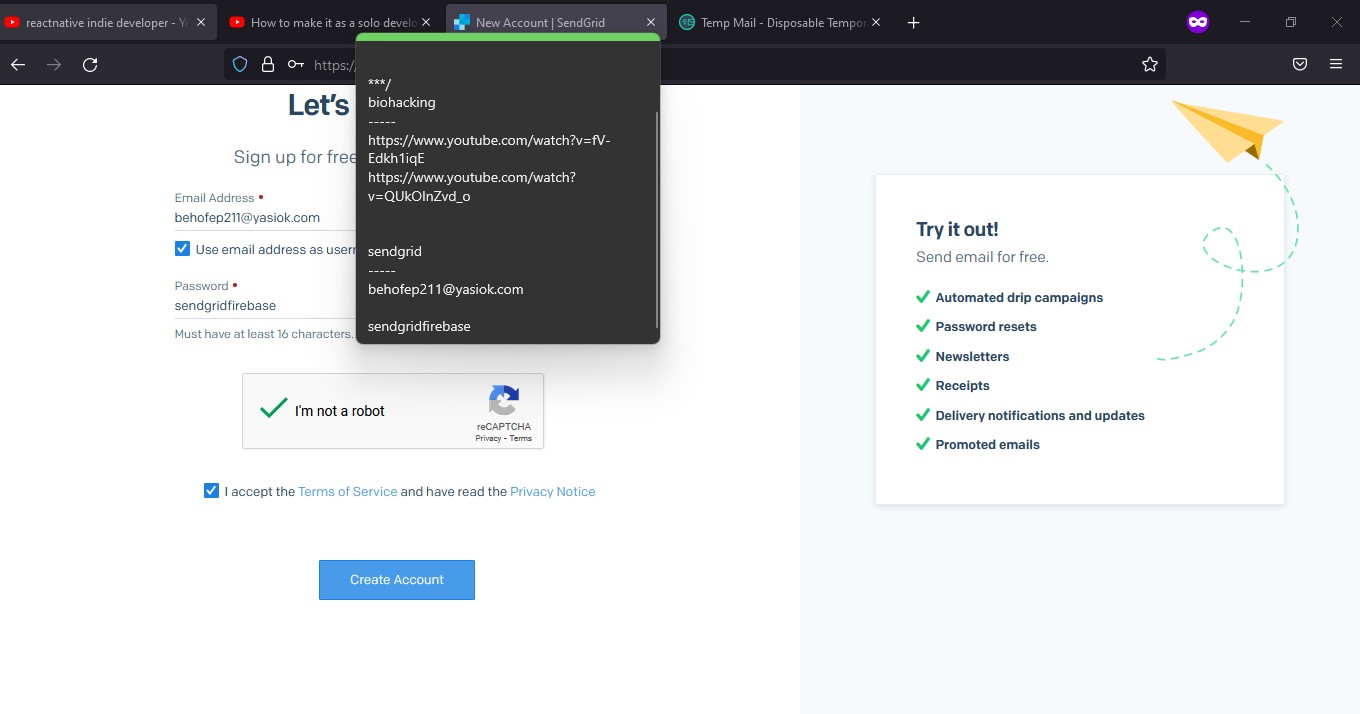 reactnative indie developer - Y
How to make it as a solo develo
New Account | SendGrid
Temp Mail - Disposable Tempor
https:/
***/
biohacking
-----
https://www.youtube.com/watch?v=fV-
Edkh1iqE
https://www.youtube.com/watch?
v=QUkOInZvd_o
sendgrid
-----
behofep211@yasiok.com
sendgridfirebase
Let's
Sign up for free
Email Address •
behofep211@yasiok.com
Use email address as usern
Password •
sendgridfirebase
Must have at least 16 characters.
I'm not a robot
reCAPTCHA
Privacy - Terms
I accept the Terms of Service and have read the Privacy Notice
Create Account
Try it out!
Send email for free.
Automated drip campaigns
Password resets
Newsletters
Receipts
Delivery notifications and updates
Promoted emails